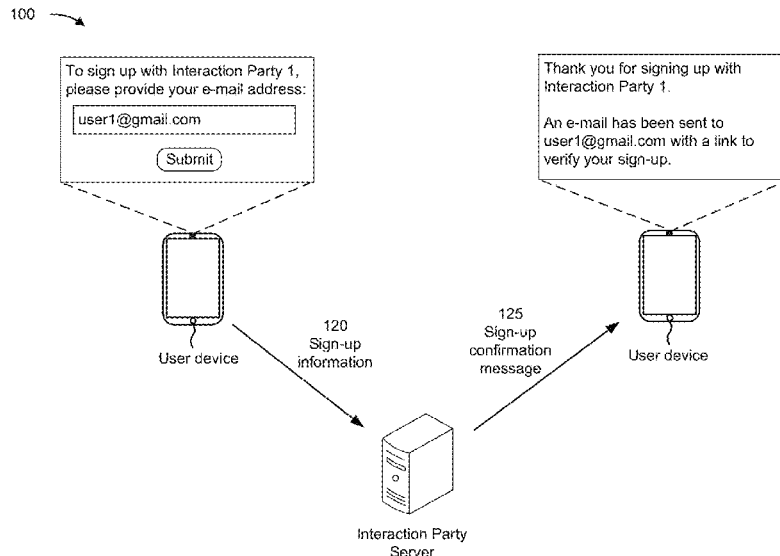 100
To sign up with Interaction Party 1,
please provide your e-mail address:
user1@gmail.com
Submit
Thank you for signing up with
Interaction Party 1.
An e-mail has been sent to
user1@gmail.com with a link to
verify your sign-up.
User device
120
Sign-up
information
125
Sign-up
confirmation
message
User device
Interaction Party
Server